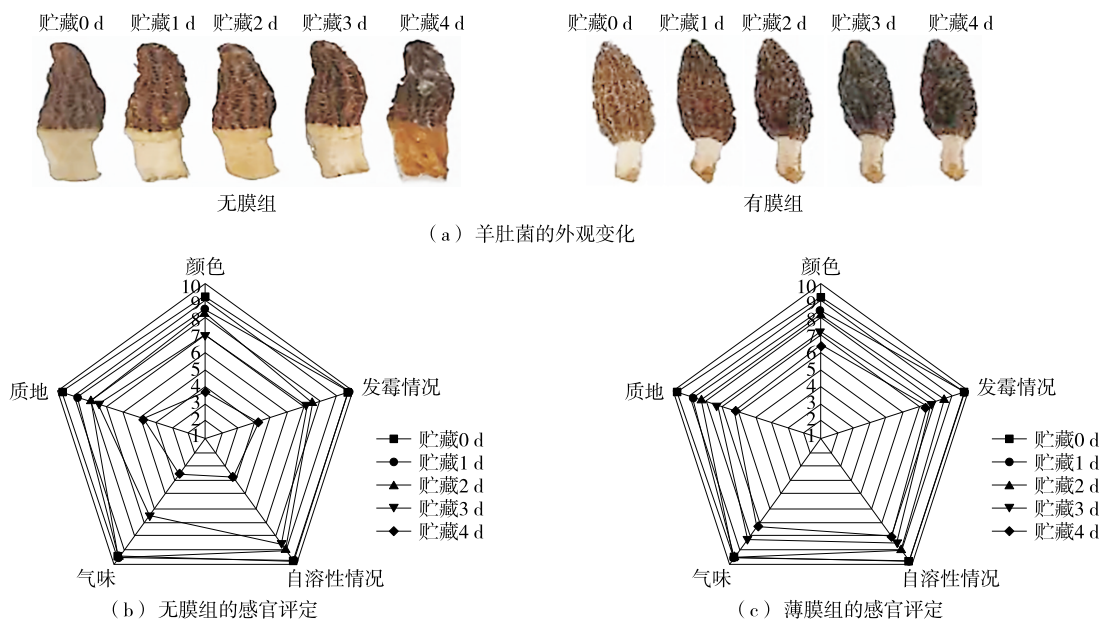 贮藏0 d 贮藏1 d 贮藏2 d 贮藏3 d 贮藏4 d
贮藏0 d 贮藏1 d 贮藏2 d 贮藏3 d 贮藏4 d
无膜组
有膜组
(a) 羊肚菌的外观变化
颜色
10
9
8
7
6
5
4
3
2
1
质地
发霉情况
气味
自溶性情况
贮藏0 d
贮藏1 d
贮藏2 d
贮藏3 d
贮藏4 d
(b) 无膜组的感官评定
颜色
10
9
8
7
6
5
4
3
2
1
质地
发霉情况
气味
自溶性情况
贮藏0 d
贮藏1 d
贮藏2 d
贮藏3 d
贮藏4 d
(c) 薄膜组的感官评定